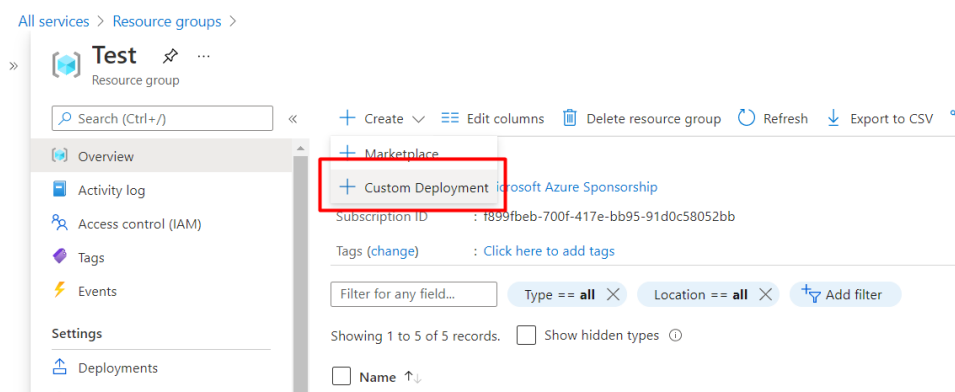 All services > Resource groups >
Test
Resource group
Search (Ctrl+/)
Create
Edit columns
Delete resource group
Refresh
Export to CSV
Overview
Marketplace
Activity log
Custom Deployment
icrosoft Azure Sponsorship
Access control (IAM)
Subscription ID : f899fbeb-700f-417e-bb95-91d0c58052bb
Tags
Tags (change) : Click here to add tags
Events
Filter for any field...
Type == all
Location == all
Add filter
Settings
Showing 1 to 5 of 5 records.
Show hidden types
Deployments
Name